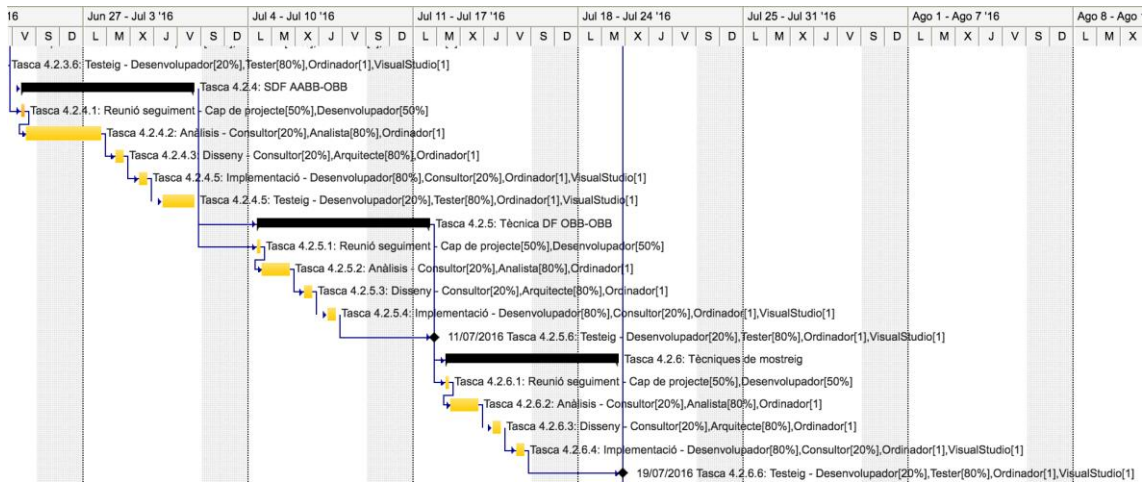 16 Jun 27 - Jul 3 '16 Jul 4 - Jul 10 '16 Jul 11 - Jul 17 '16 Jul 18 - Jul 24 '16 Jul 25 - Jul 31 '16 Ago 1 - Ago 7 '16 Ago 8 - Ago
V S D L M X J V S D L M X J V S D L M X J V S D L M X J V S D L M X J V S D L M X J V S D L M X
Tasca 4.2.3.6: Testeig - Desenvolupador[20%],Tester[80%],Ordinador[1],VisualStudio[1]
Tasca 4.2.4: SDF AABB-OBB
Tasca 4.2.4.1: Reunió seguiment - Cap de projecte[50%],Desenvolupador[50%]
Tasca 4.2.4.2: Anàlisis - Consultor[20%],Analista[80%],Ordinador[1]
Tasca 4.2.4.3: Disseny - Consultor[20%],Arquitecte[80%],Ordinador[1]
Tasca 4.2.4.5: Implementació - Desenvolupador[80%],Consultor[20%],Ordinador[1],VisualStudio[1]
Tasca 4.2.4.5: Testeig - Desenvolupador[20%],Tester[80%],Ordinador[1],VisualStudio[1]
Tasca 4.2.5: Tècnica DF OBB-OBB
Tasca 4.2.5.1: Reunió seguiment - Cap de projecte[50%],Desenvolupador[50%]
Tasca 4.2.5.2: Anàlisis - Consultor[20%],Analista[80%],Ordinador[1]
Tasca 4.2.5.3: Disseny - Consultor[20%],Arquitecte[80%],Ordinador[1]
Tasca 4.2.5.4: Implementació - Desenvolupador[80%],Consultor[20%],Ordinador[1],VisualStudio[1]
11/07/2016 Tasca 4.2.5.6: Testeig - Desenvolupador[20%],Tester[80%],Ordinador[1],VisualStudio[1]
Tasca 4.2.6: Tècniques de mostreig
Tasca 4.2.6.1: Reunió seguiment - Cap de projecte[50%],Desenvolupador[50%]
Tasca 4.2.6.2: Anàlisis - Consultor[20%],Analista[80%],Ordinador[1]
Tasca 4.2.6.3: Disseny - Consultor[20%],Arquitecte[80%],Ordinador[1]
Tasca 4.2.6.4: Implementació - Desenvolupador[80%],Consultor[20%],Ordinador[1],VisualStudio[1]
19/07/2016 Tasca 4.2.6.6: Testeig - Desenvolupador[20%],Tester[80%],Ordinador[1],VisualStudio[1]